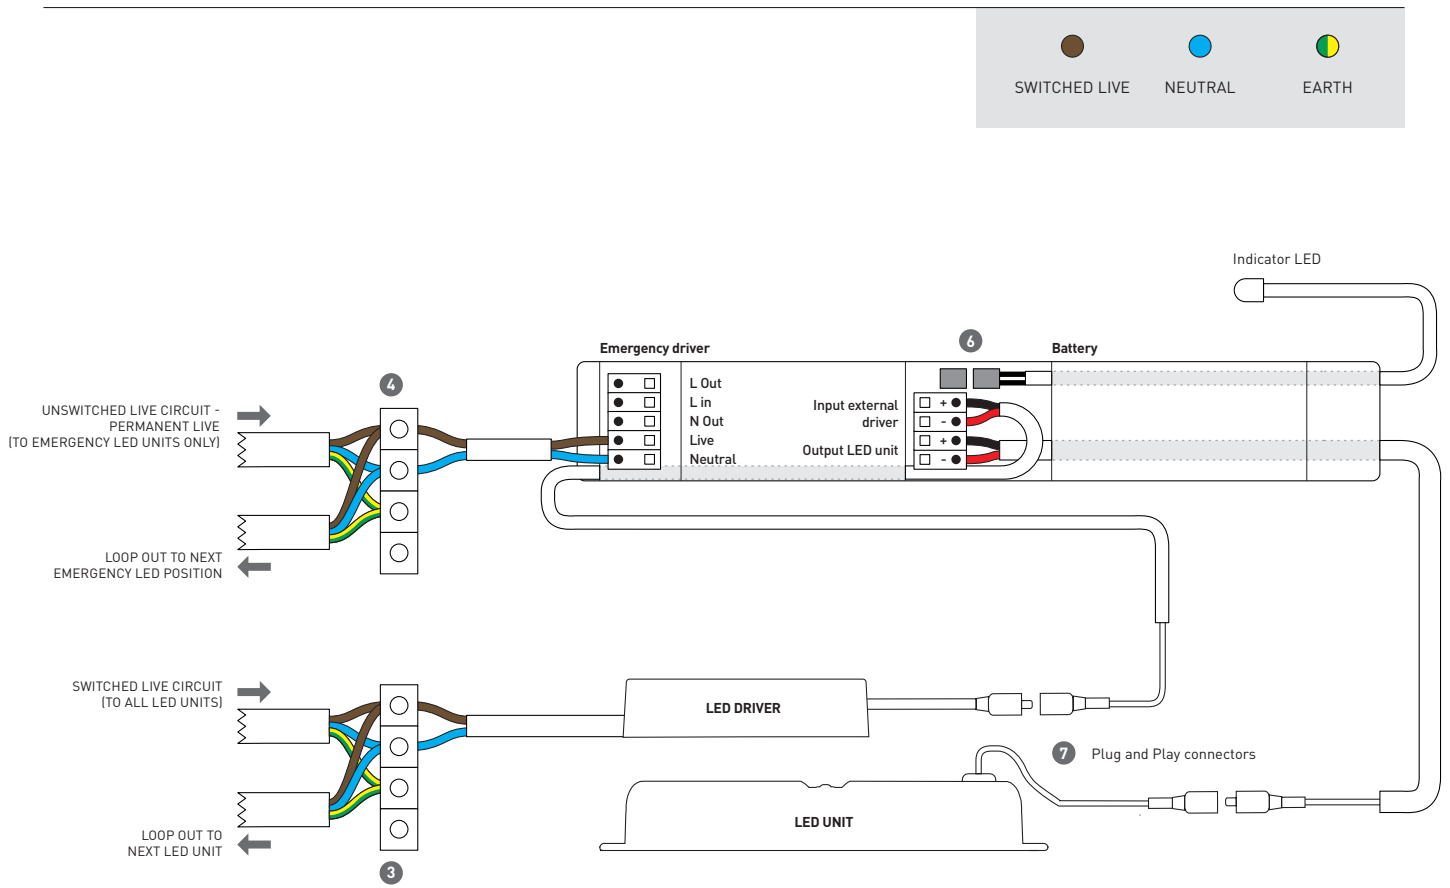 SWITCHED LIVE
NEUTRAL
EARTH
Indicator LED
6
Emergency driver
Battery
4
UNSWITCHED LIVE CIRCUIT -
PERMANENT LIVE
(TO EMERGENCY LED UNITS ONLY)
L Out
L in
N Out
Live
Neutral
Input external
driver
Output LED unit
+
-
+
-
LOOP OUT TO NEXT
EMERGENCY LED POSITION
SWITCHED LIVE CIRCUIT
(TO ALL LED UNITS)
LED DRIVER
7 Plug and Play connectors
LED UNIT
LOOP OUT TO
NEXT LED UNIT
3